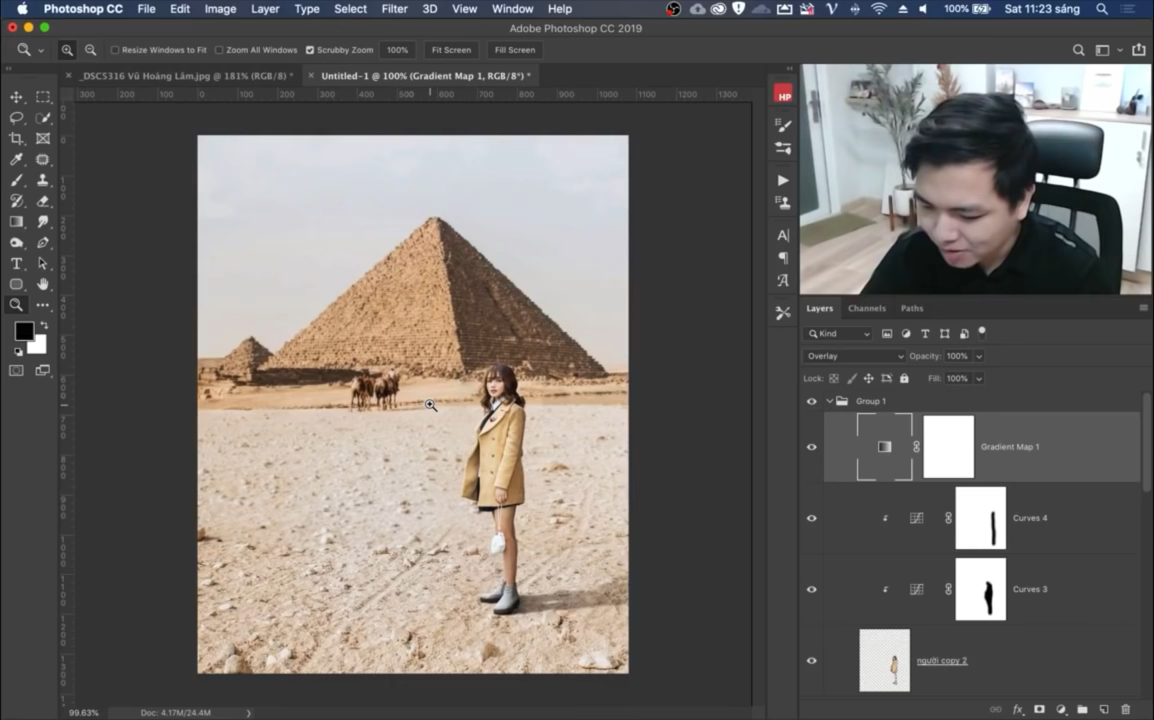 Photoshop CC File Edit Image Layer Type Select Filter 3D View Window Help 100% Sat 11:23 sáng
Adobe Photoshop CC 2019
Resize Windows to Fit Zoom All Windows Scrubby Zoom 100% Fit Screen Fill Screen
_DSC5316 Vũ Hoàng Lâm.jpg @ 181% (RGB/8) * Untitled-1 @ 100% (Gradient Map 1, RGB/8*) *
300 200 100 0 100 200 300 400 500 600 700 800 900 1000 1100 1200 1300
HP
Layers Channels Paths
Kind
Overlay Opacity: 100%
Lock: Fill: 100%
Group 1
Gradient Map 1
Curves 4
Curves 3
người copy 2
fx
99.63% Doc: 4.17M/24.4M